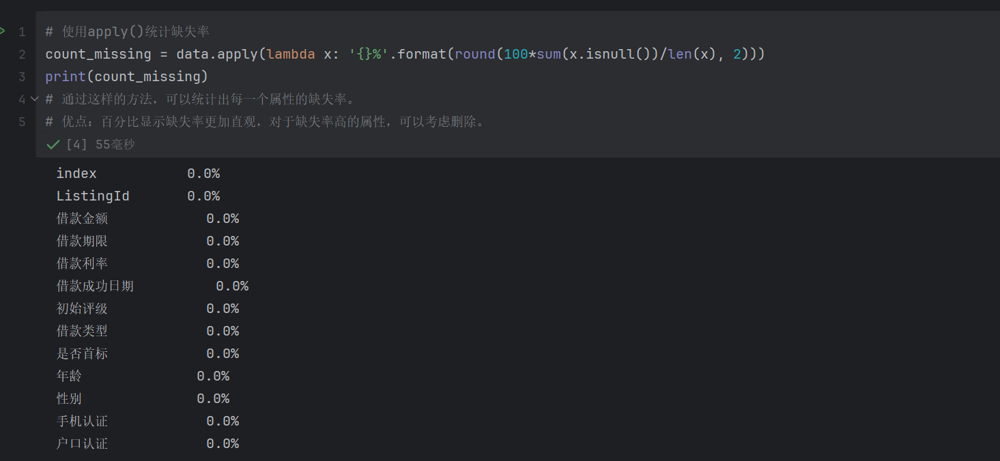 1 # 使用apply()统计缺失率
2 count_missing = data.apply(lambda x: '{}%'.format(round(100*sum(x.isnull())/len(x), 2)))
3 print(count_missing)
4 # 通过这样的方法，可以统计出每一个属性的缺失率。
5 # 优点：百分比显示缺失率更加直观，对于缺失率高的属性，可以考虑删除。
[4] 55毫秒
index 0.0%
ListingId 0.0%
借款金额 0.0%
借款期限 0.0%
借款利率 0.0%
借款成功日期 0.0%
初始评级 0.0%
借款类型 0.0%
是否首标 0.0%
年龄 0.0%
性别 0.0%
手机认证 0.0%
户口认证 0.0%